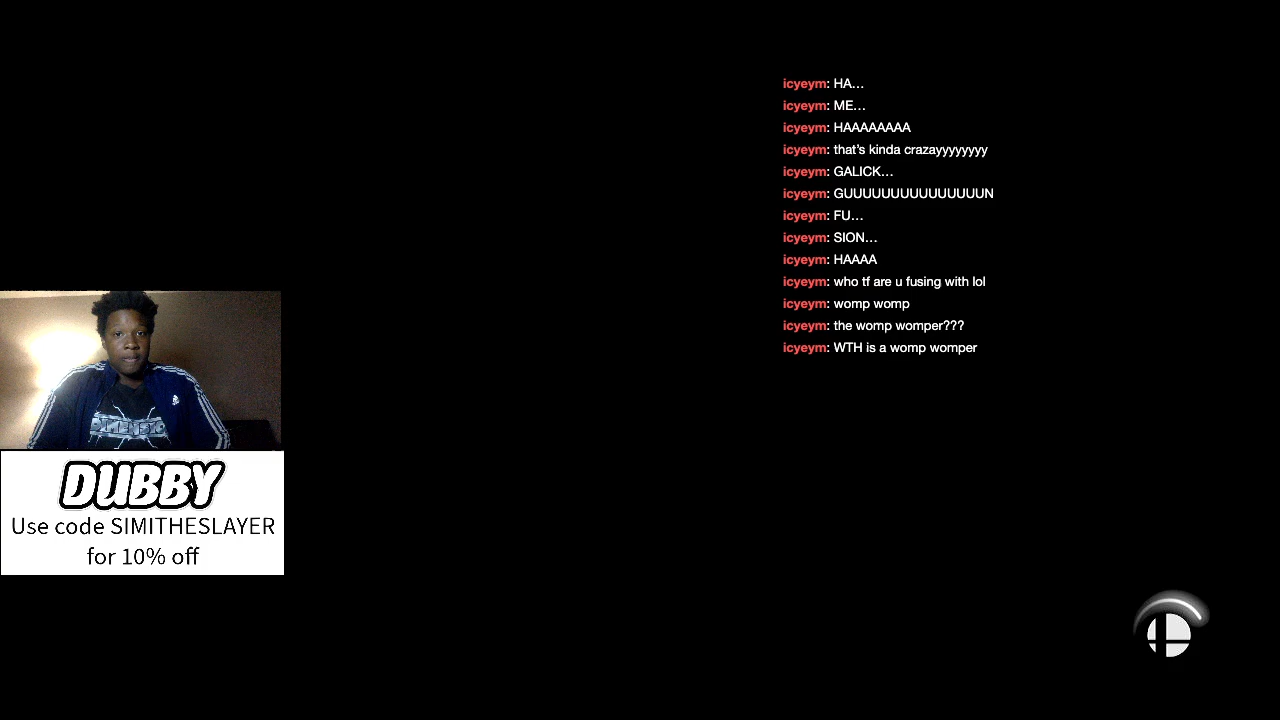 icyeym: HA...
icyeym: ME...
icyeym: HAAAAAAAA
icyeym: that's kinda crazayyyyyyyy
icyeym: GALICK...
icyeym: GUUUUUUUUUUUUUUUN
icyeym: FU...
icyeym: SION...
icyeym: HAAAA
icyeym: who tf are u fusing with lol
icyeym: womp womp
icyeym: the womp womper???
icyeym: WTH is a womp womper
DIMENSIO
DUBBY
Use code SIMITHESLAYER
for 10% off